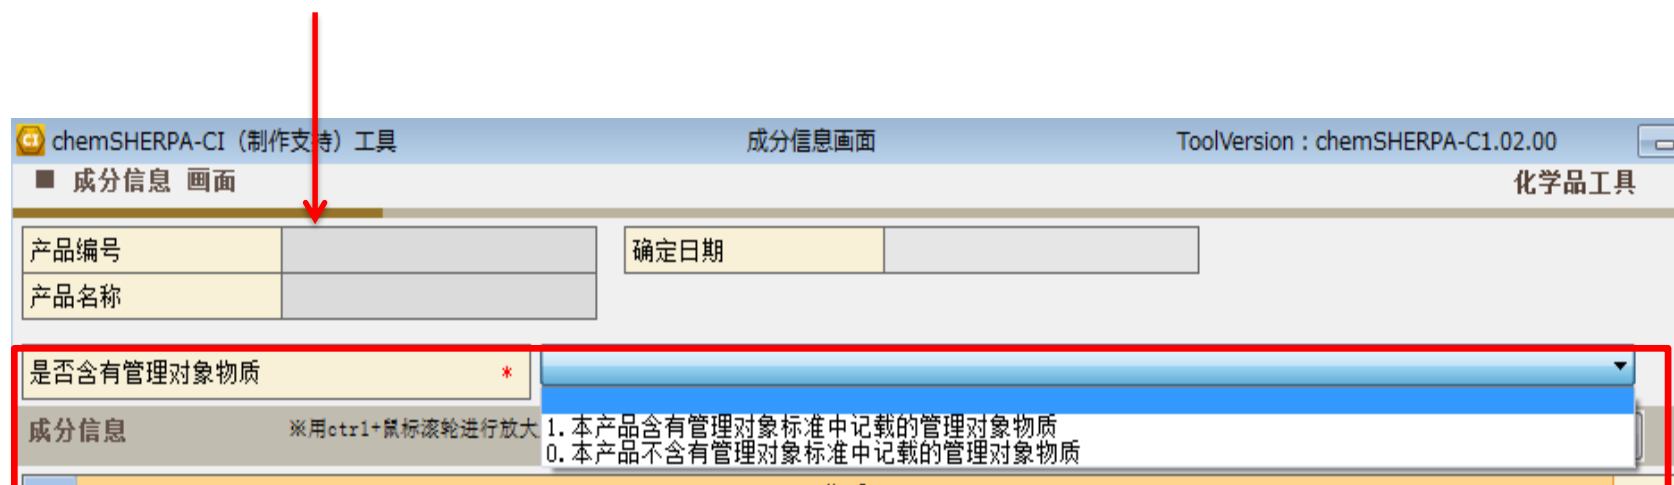 CI chemSHERPA-CI（制作支持）工具 成分信息画面 ToolVersion : chemSHERPA-C1.02.00
■ 成分信息 画面 化学品工具
产品编号 确定日期
产品名称
是否含有管理对象物质 *
成分信息 ※用ctrl+鼠标滚轮进行放大
1.本产品含有管理对象标准中记载的管理对象物质
0.本产品不含有管理对象标准中记载的管理对象物质